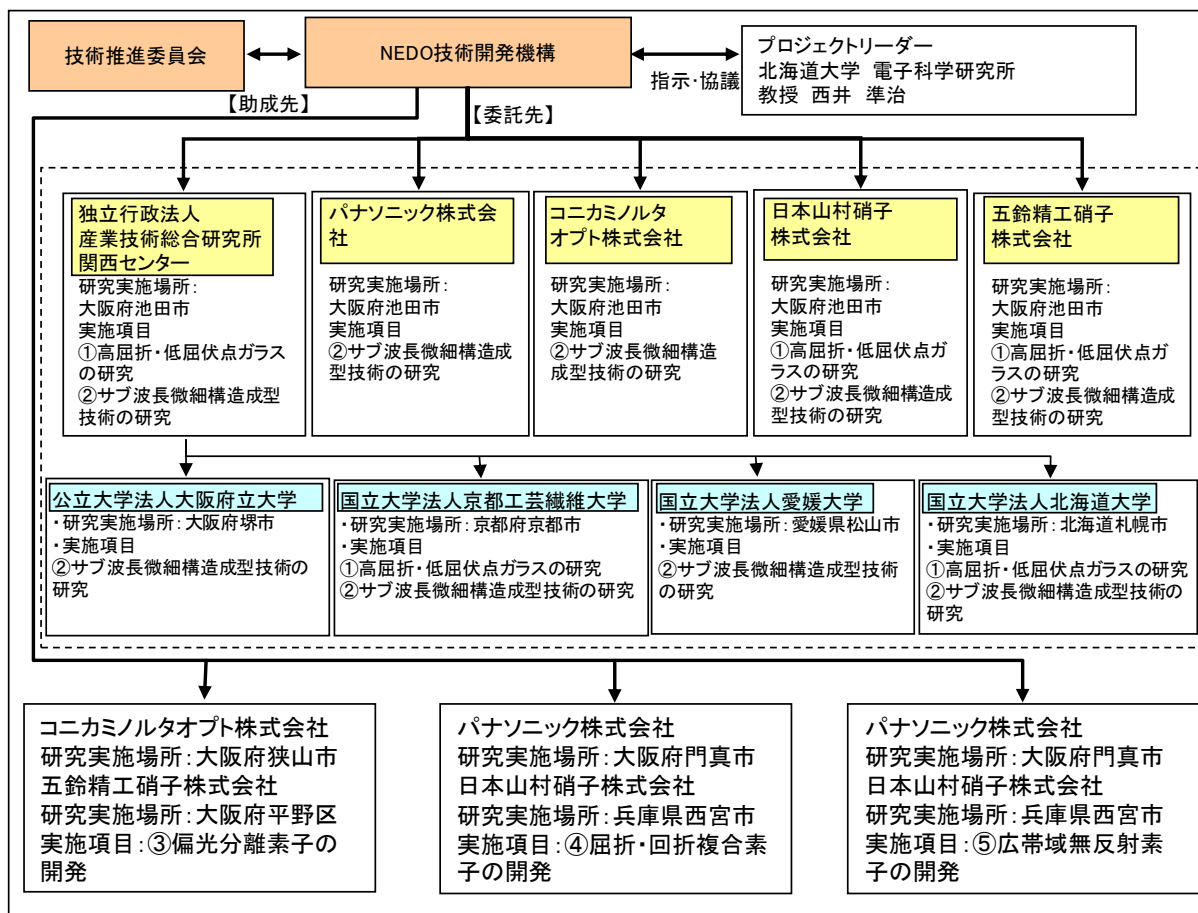 技術推進委員会
NEDO技術開発機構
プロジェクトリーダー
北海道大学 電子科学研究所
教授 西井 準治
指示・協議
【助成先】
【委託先】
独立行政法人
産業技術総合研究所
関西センター
研究実施場所:
大阪府池田市
実施項目
①高屈折・低屈伏点ガラス
の研究
②サブ波長微細構造成型
技術の研究
パナソニック株式会
社
研究実施場所:
大阪府池田市
実施項目
②サブ波長微細構造成
型技術の研究
コニカミノルタ
オプト株式会社
研究実施場所:
大阪府池田市
実施項目
②サブ波長微細構造
成型技術の研究
日本山村硝子
株式会社
研究実施場所:
大阪府池田市
実施項目
①高屈折・低屈伏点ガ
ラスの研究
②サブ波長微細構造成
型技術の研究
五鈴精工硝子
株式会社
研究実施場所:
大阪府池田市
実施項目
①高屈折・低屈伏点ガ
ラスの研究
②サブ波長微細構造成
型技術の研究
公立大学法人大阪府立大学
・研究実施場所:大阪府堺市
・実施項目
②サブ波長微細構造成型技術の
研究
国立大学法人京都工芸繊維大学
・研究実施場所:京都府京都市
・実施項目
①高屈折・低屈伏点ガラスの研究
②サブ波長微細構造成型技術の研究
国立大学法人愛媛大学
・研究実施場所:愛媛県松山市
・実施項目
②サブ波長微細構造成型技術
の研究
国立大学法人北海道大学
・研究実施場所:北海道札幌市
・実施項目
①高屈折・低屈伏点ガラスの研究
②サブ波長微細構造成型技術の
研究
コニカミノルタオプト株式会社
研究実施場所:大阪府狭山市
五鈴精工硝子株式会社
研究実施場所:大阪府平野区
実施項目:③偏光分離素子の
開発
パナソニック株式会社
研究実施場所:大阪府門真市
日本山村硝子株式会社
研究実施場所:兵庫県西宮市
実施項目:④屈折・回折複合素
子の開発
パナソニック株式会社
研究実施場所:大阪府門真市
日本山村硝子株式会社
研究実施場所:兵庫県西宮市
実施項目:⑤広帯域無反射素
子の開発